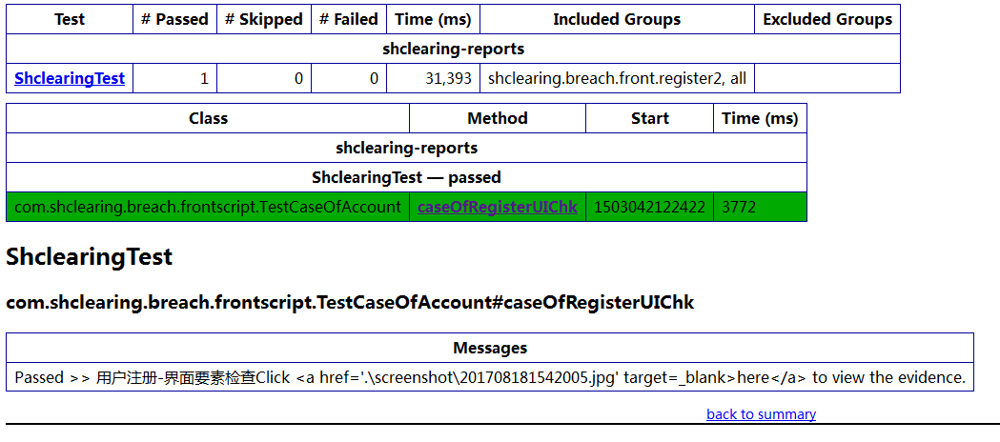 Test # Passed # Skipped # Failed Time (ms) Included Groups Excluded Groups
shclearing-reports
ShclearingTest 1 0 0 31,393 shclearing.breach.front.register2, all
Class Method Start Time (ms)
shclearing-reports
ShclearingTest — passed
com.shclearing.breach.frontscript.TestCaseOfAccount caseOfRegisterUIChk 1503042122422 3772
ShclearingTest
com.shclearing.breach.frontscript.TestCaseOfAccount#caseOfRegisterUIChk
Messages
Passed >> 用户注册-界面要素检查Click <a href='.\screenshot\201708181542005.jpg' target=_blank>here</a> to view the evidence.
back to summary